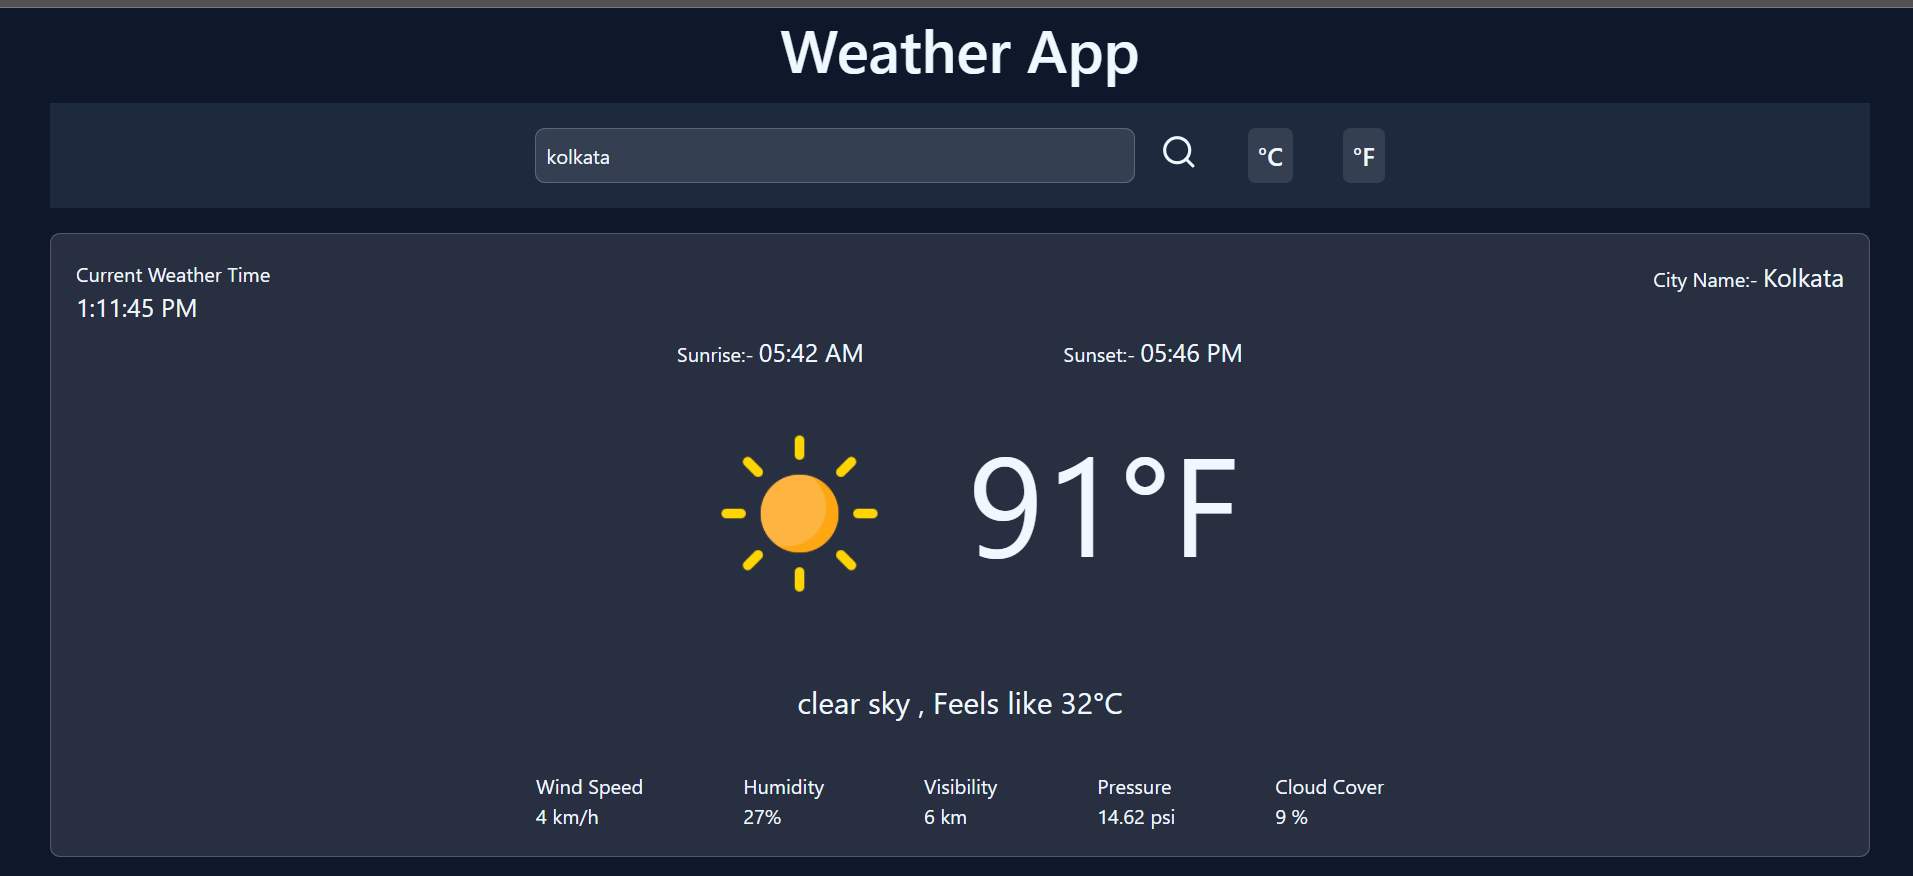 Weather App
kolkata
°C
°F
Current Weather Time
1:11:45 PM
City Name:- Kolkata
Sunrise:- 05:42 AM
Sunset:- 05:46 PM
91°F
clear sky , Feels like 32°C
Wind Speed
4 km/h
Humidity
27%
Visibility
6 km
Pressure
14.62 psi
Cloud Cover
9 %